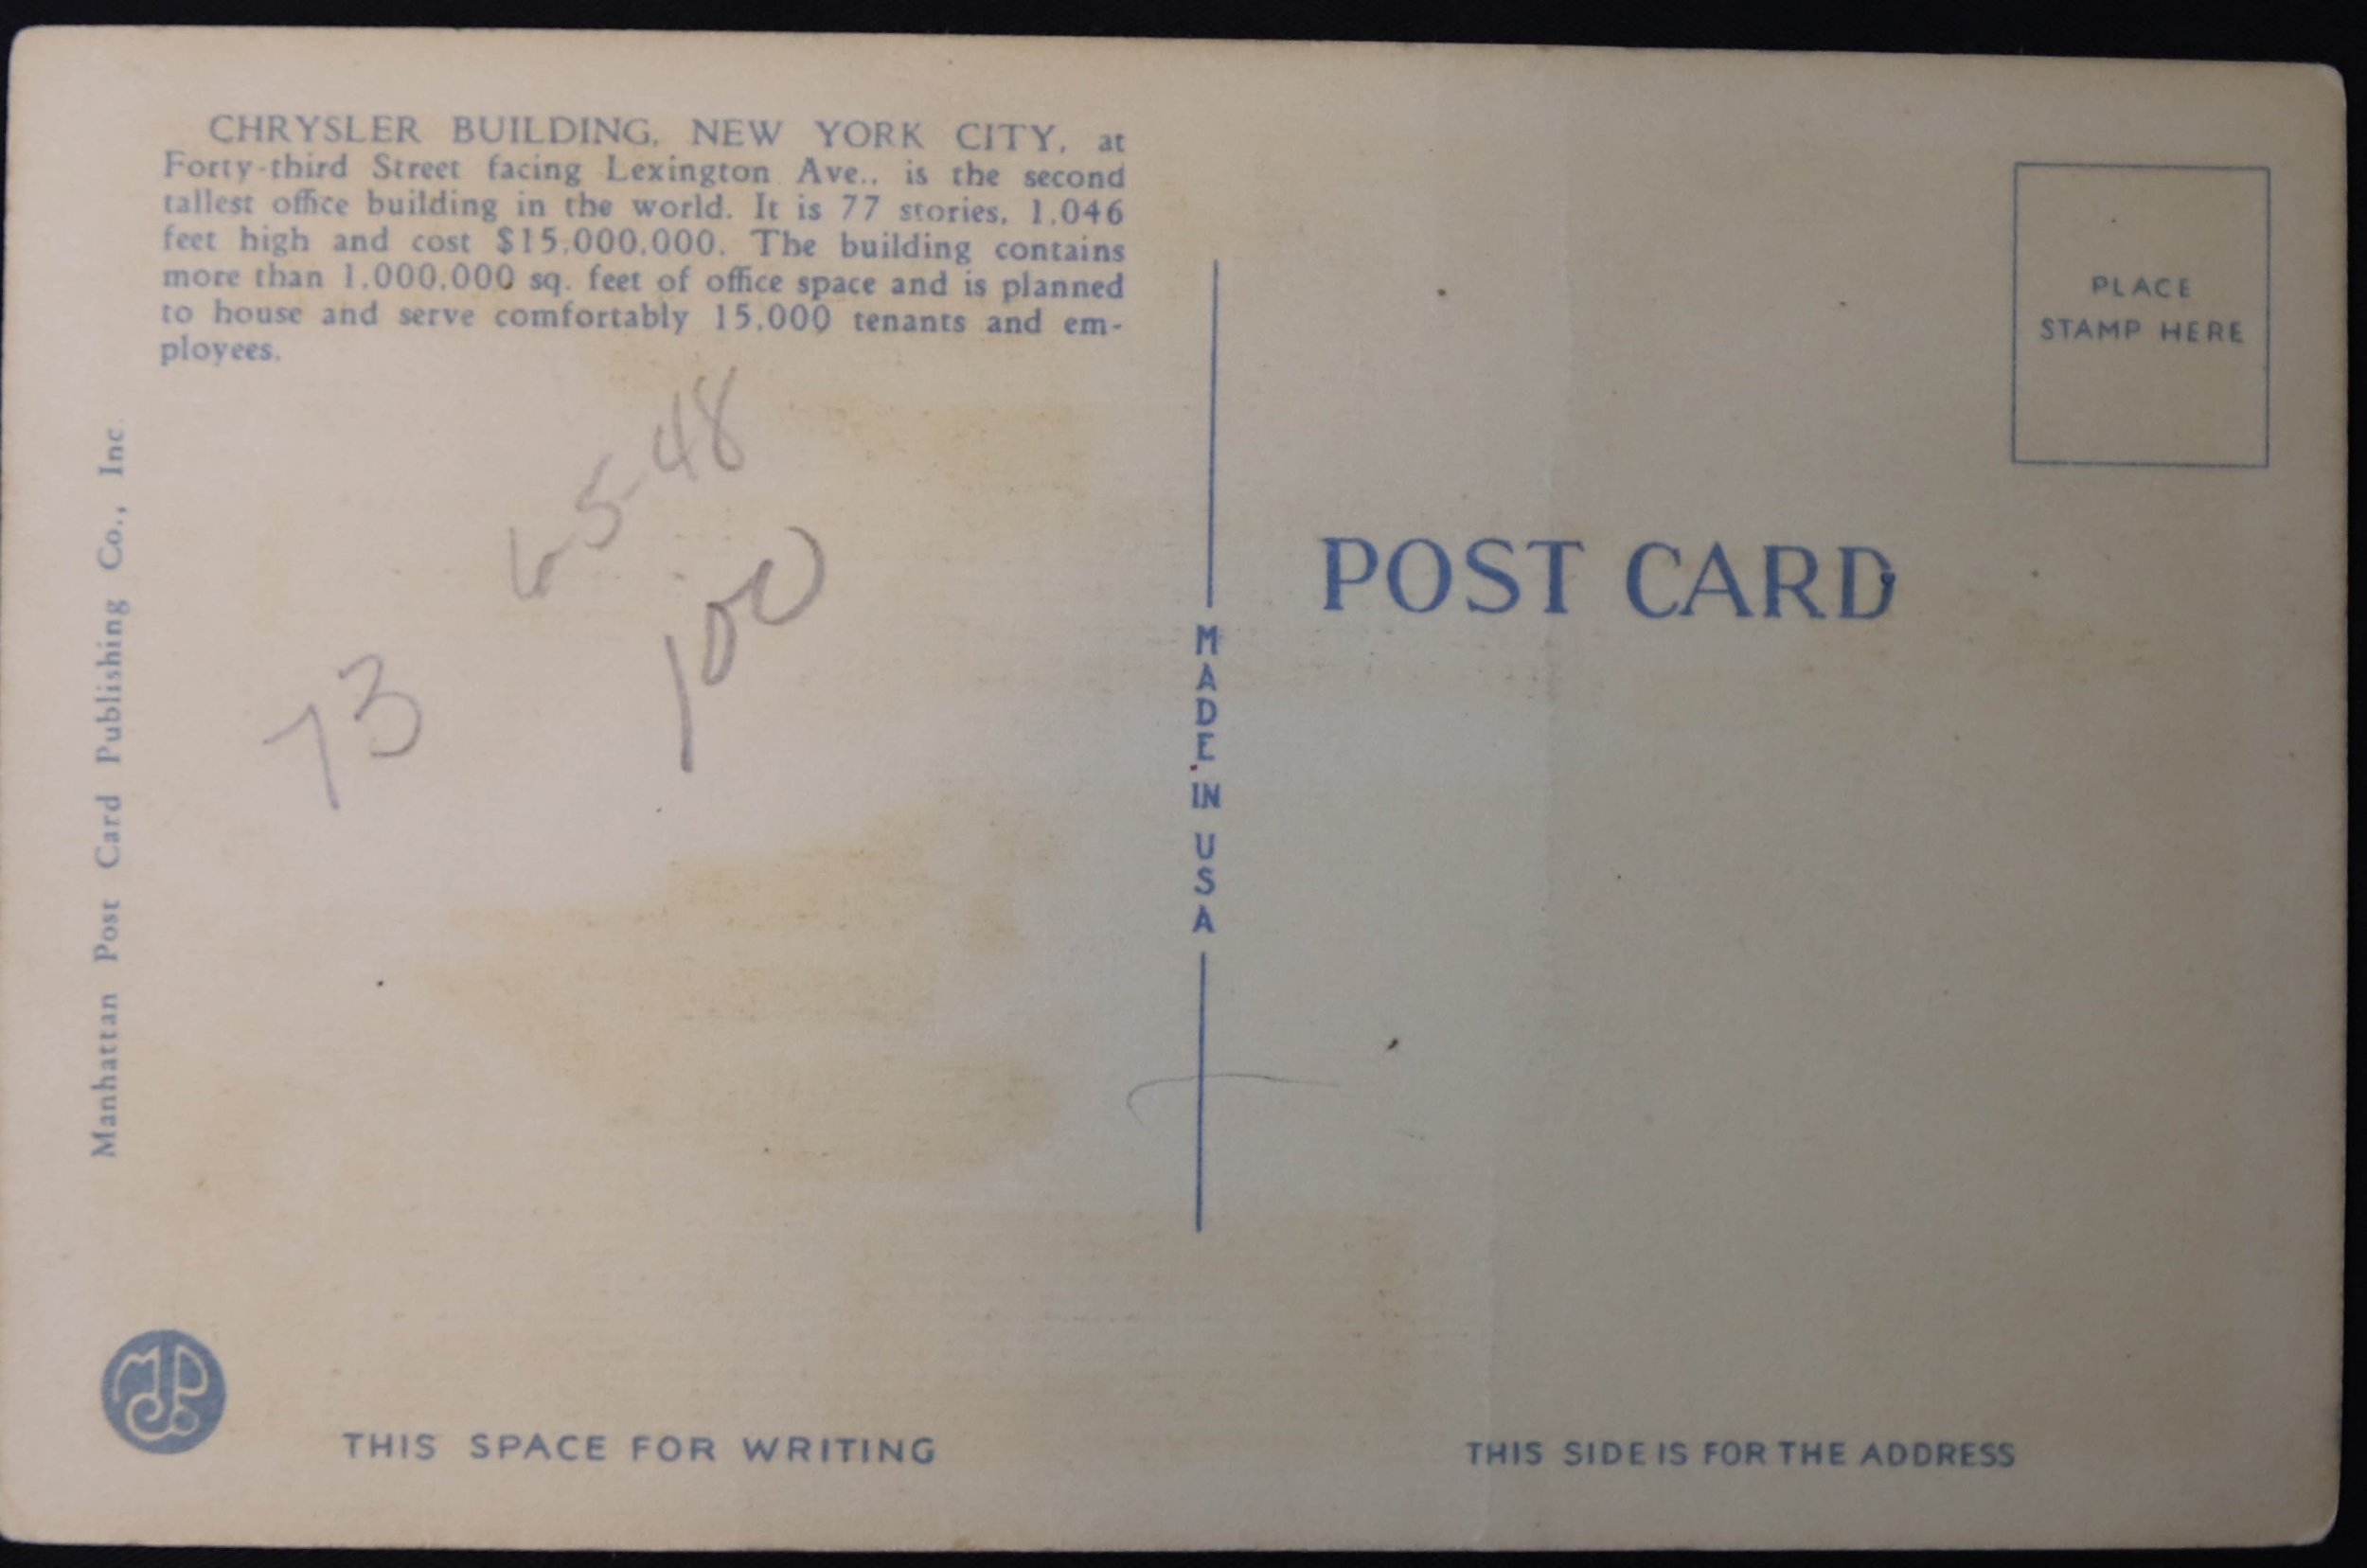 CHRYSLER BUILDING, NEW YORK CITY, at
Forty-third Street facing Lexington Ave., is the second
tallest office building in the world. It is 77 stories, 1,046
feet high and cost $15,000,000. The building contains
more than 1,000,000 sq. feet of office space and is planned
to house and serve comfortably 15,000 tenants and em-
ployees.
65-48
100
73
Manhattan Post Card Publishing Co., Inc.
THIS SPACE FOR WRITING
MADE IN USA
PLACE
STAMP HERE
POST CARD
THIS SIDE IS FOR THE ADDRESS